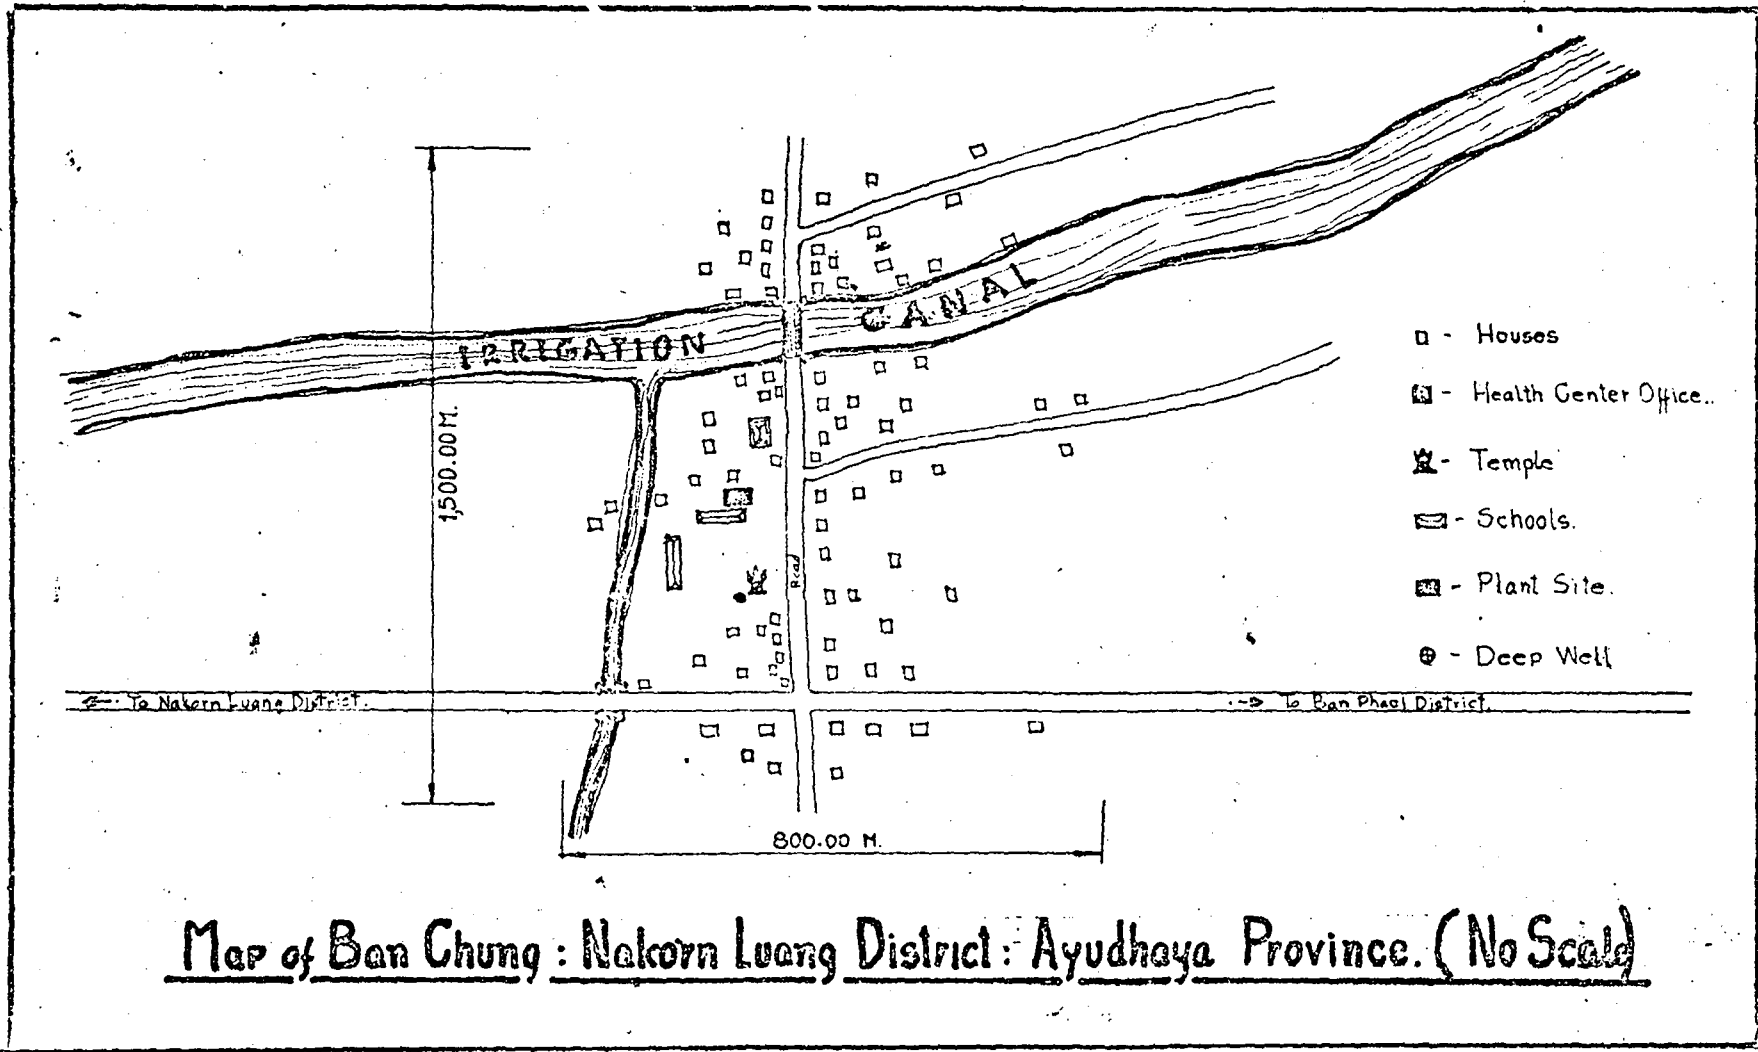 IRRIGATION CANAL
1,500.00 M.
Road
□ - Houses
- Health Center Office..
- Temple
- Schools.
- Plant Site.
- Deep Well
To Nakorn Luang District.
To Ban Phaci District.
800.00 M.
Map of Ban Chung : Nakorn Luang District : Ayudhaya Province. (No Scale)